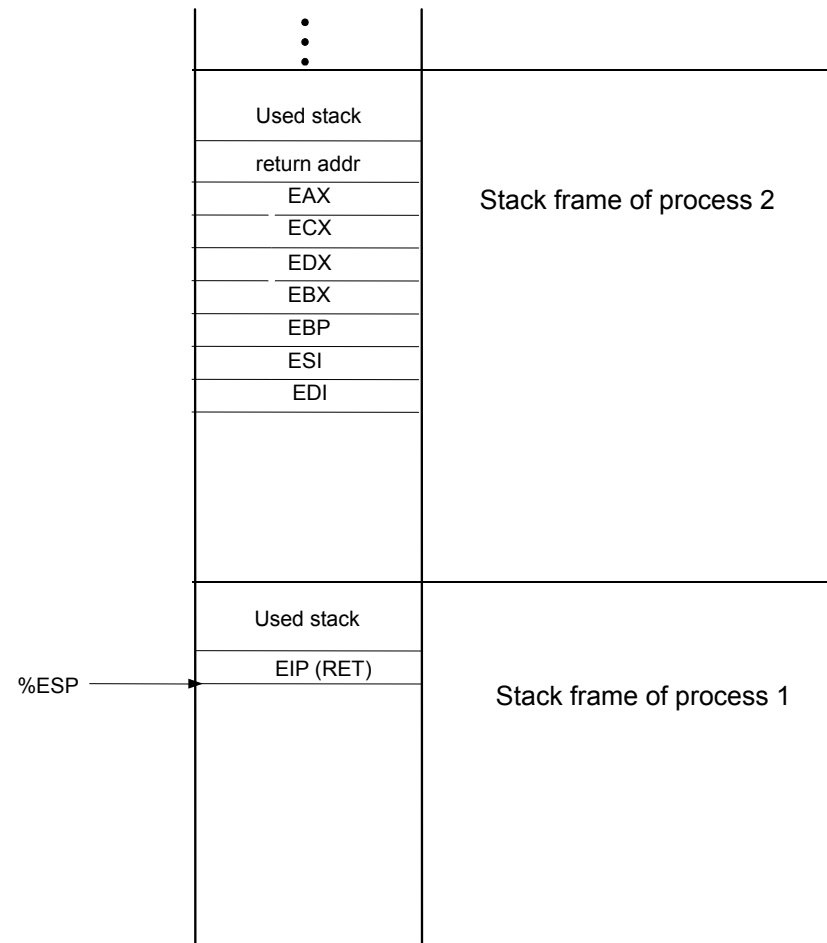 Used stack
return addr
EAX
Stack frame of process 2
ECX
EDX
EBX
EBP
ESI
EDI
Used stack
EIP (RET)
%ESP
Stack frame of process 1